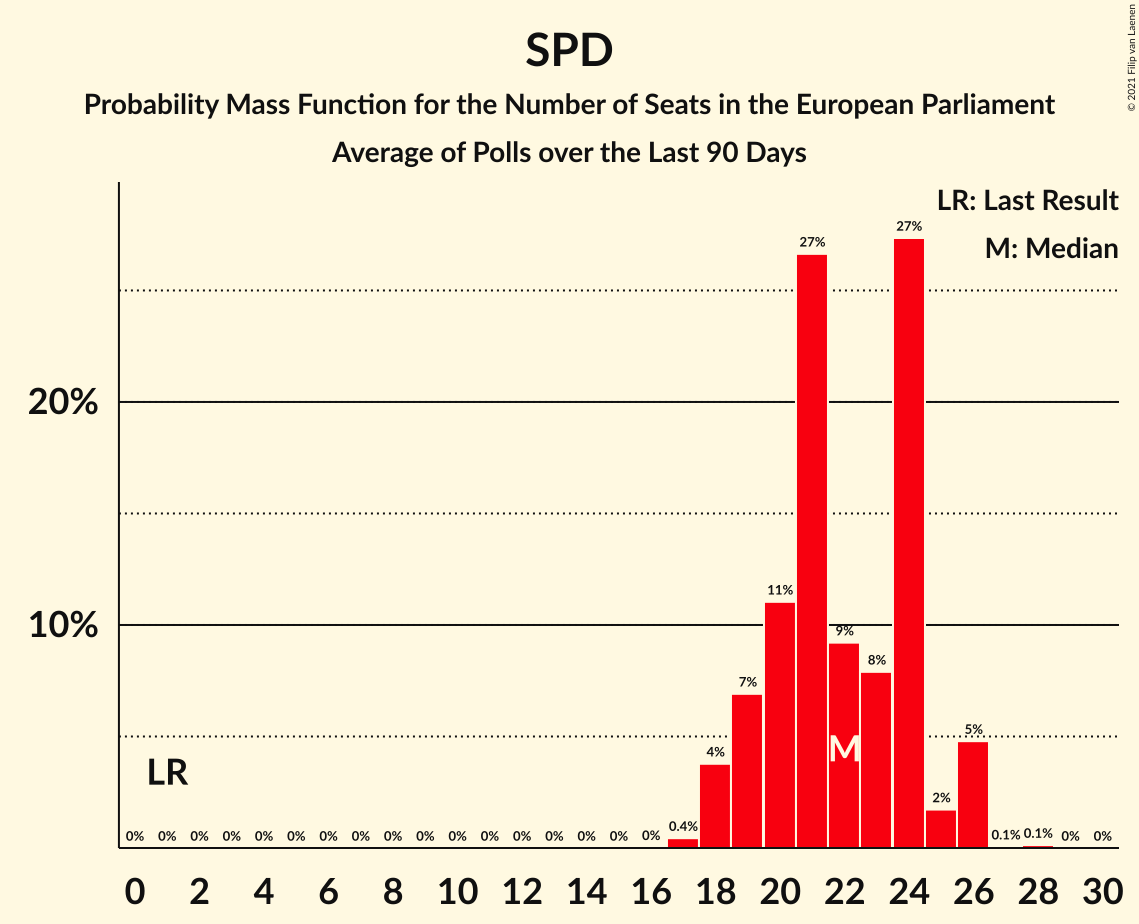 SPD
Probability Mass Function for the Number of Seats in the European Parliament
Average of Polls over the Last 90 Days
© 2021 Filip van Laenen
LR: Last Result
M: Median
27% 27%
20%
11%
10%
9%
8%
7%
5%
4%
M
LR
2%
0% 0% 0% 0% 0% 0% 0% 0% 0% 0% 0% 0% 0% 0% 0% 0% 0% 0.4% 0.1% 0.1% 0% 0%
0 2 4 6 8 10 12 14 16 18 20 22 24 26 28 30